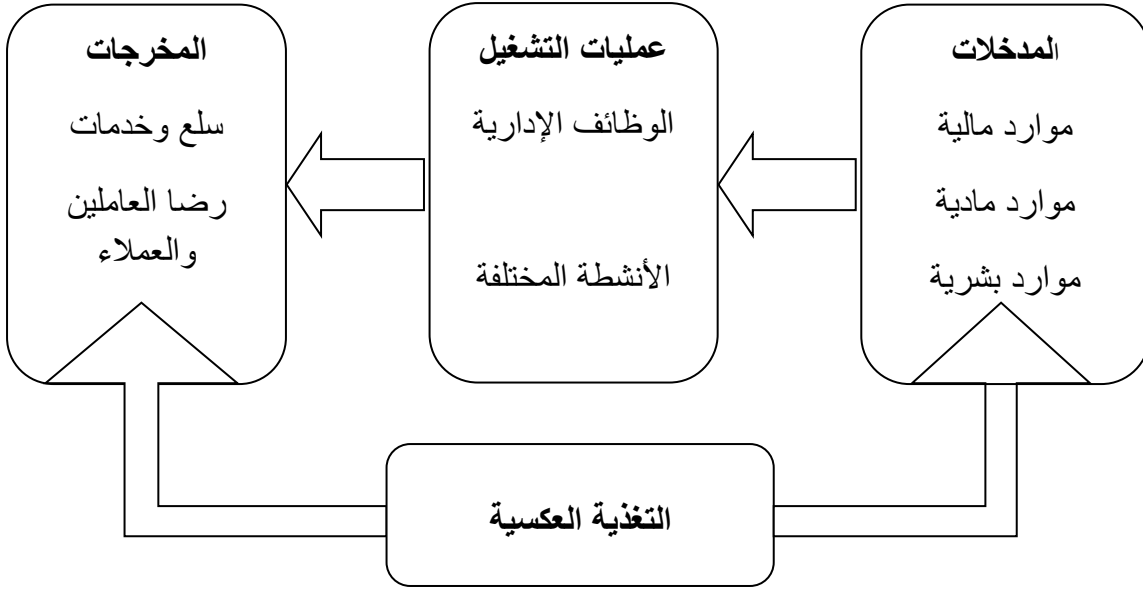 المدخلات
موارد مالية
موارد مادية
موارد بشرية
عمليات التشغيل
الوظائف الإدارية
الأنشطة المختلفة
المخرجات
سلع وخدمات
رضا العاملين
والعملاء
التغذية العكسية